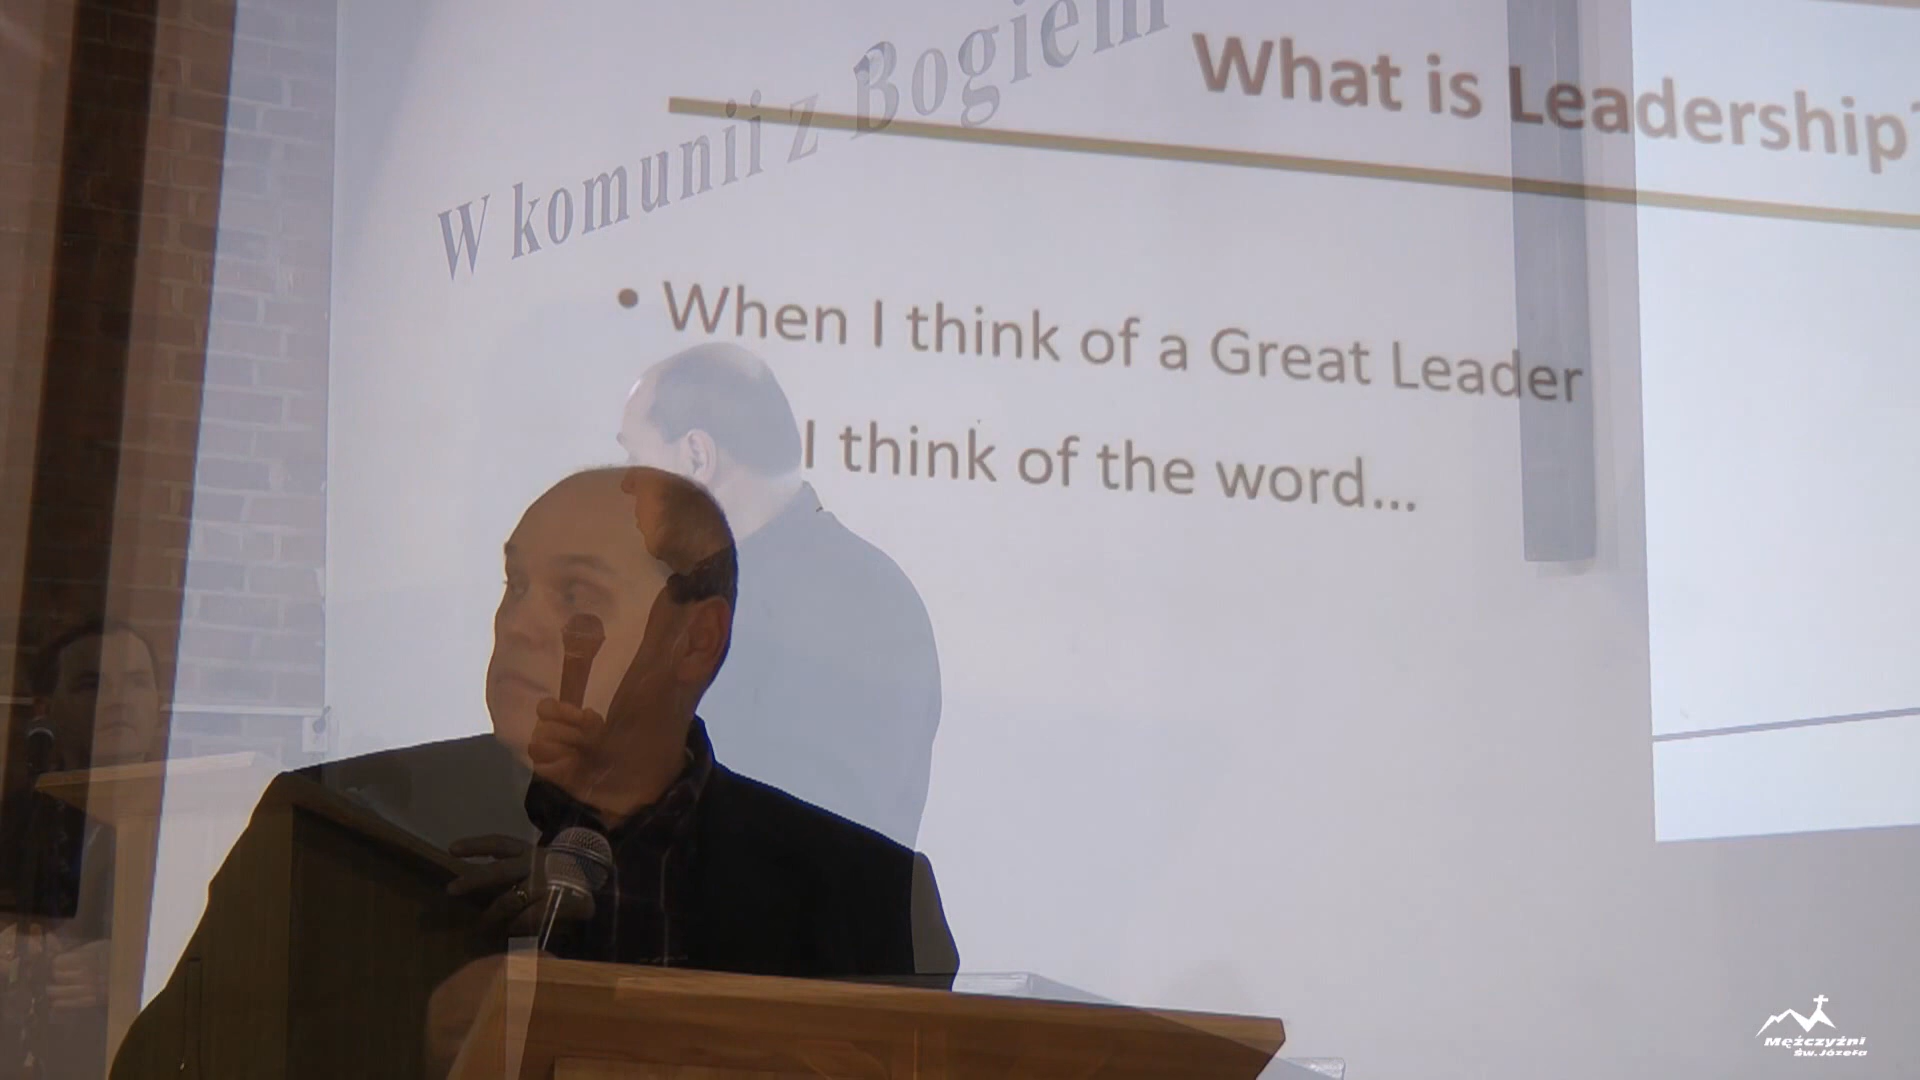 W komunii z Bogiem
What is Leadership?
• When I think of a Great Leader
I think of the word...
Mężczyźni
Św. Józefa